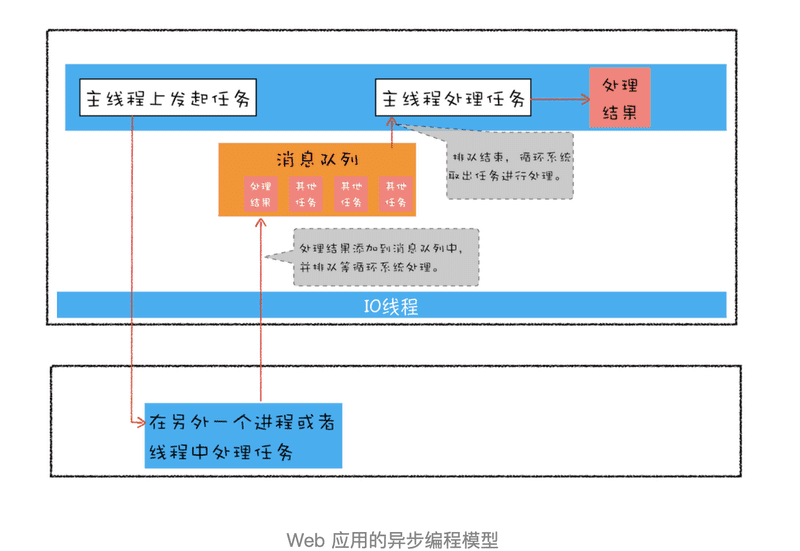 主线程上发起任务
主线程处理任务
处理
结果
消息队列
处理
结果
其他
任务
其他
任务
其他
任务
排队结束，循环系统
取出任务进行处理。
处理结果添加到消息队列中，
并排队等循环系统处理。
IO线程
在另外一个进程或者
线程中处理任务
Web 应用的异步编程模型